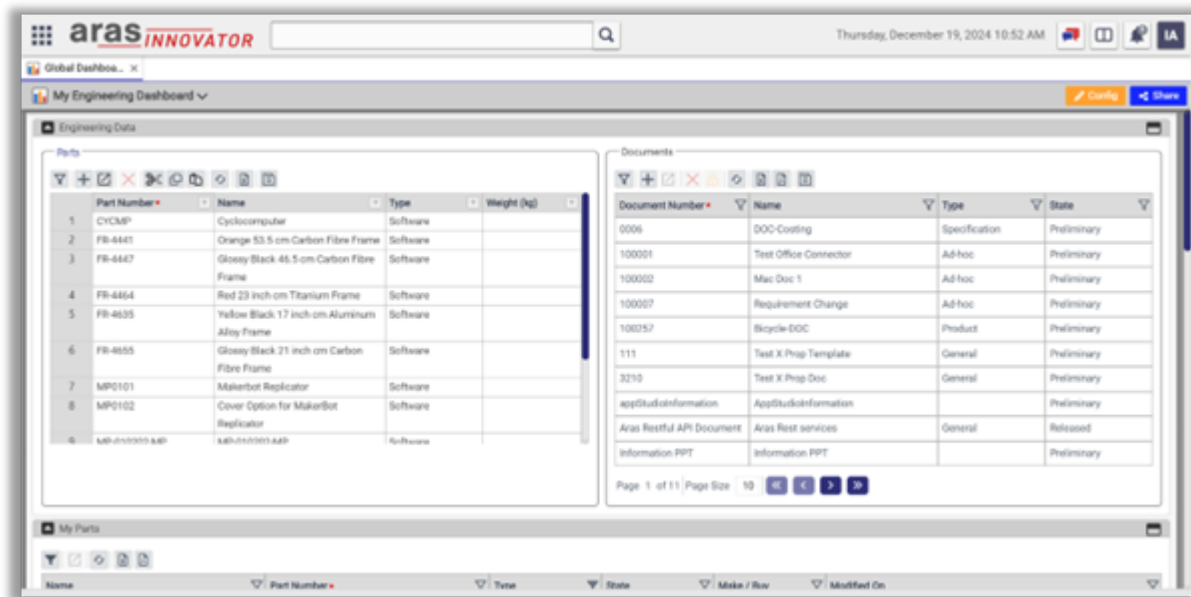 aras INNOVATOR
Thursday, December 19, 2024 10:52 AM
IA
Global Dashboa...
My Engineering Dashboard
Config
Share
Engineering Data
Parts
Part Number• Name Type Weight (kg)
1 CYCMP Cyclocomputer Software
2 FR-4441 Orange 53.5 cm Carbon Fibre Frame Software
3 FR-4447 Glossy Black 46.5 cm Carbon Fibre
Frame Software
4 FR-4464 Red 23 inch cm Titanium Frame Software
5 FR-4635 Yellow Black 17 inch cm Aluminum
Alloy Frame Software
6 FR-4655 Glossy Black 21 inch cm Carbon
Fibre Frame Software
7 MP0101 Makerbot Replicator Software
8 MP0102 Cover Option for MakerBot
Replicator Software
9 MP-010202-MP MP-010202-MP Software
Documents
Document Number• Name Type State
0006 DOC-Costing Specification Preliminary
100001 Test Office Connector Ad-hoc Preliminary
100002 Mac Doc 1 Ad-hoc Preliminary
100007 Requirement Change Ad-hoc Preliminary
100257 Bicycle-DOC Product Preliminary
111 Test X Prop Template General Preliminary
3210 Test X Prop Doc General Preliminary
appStudioInformation AppStudioInformation Preliminary
Aras Restful API Document Aras Rest services General Released
Information PPT Information PPT Preliminary
Page 1 of 11 Page Size 10
My Parts
Name Part Number• Type State Make / Buy Modified On